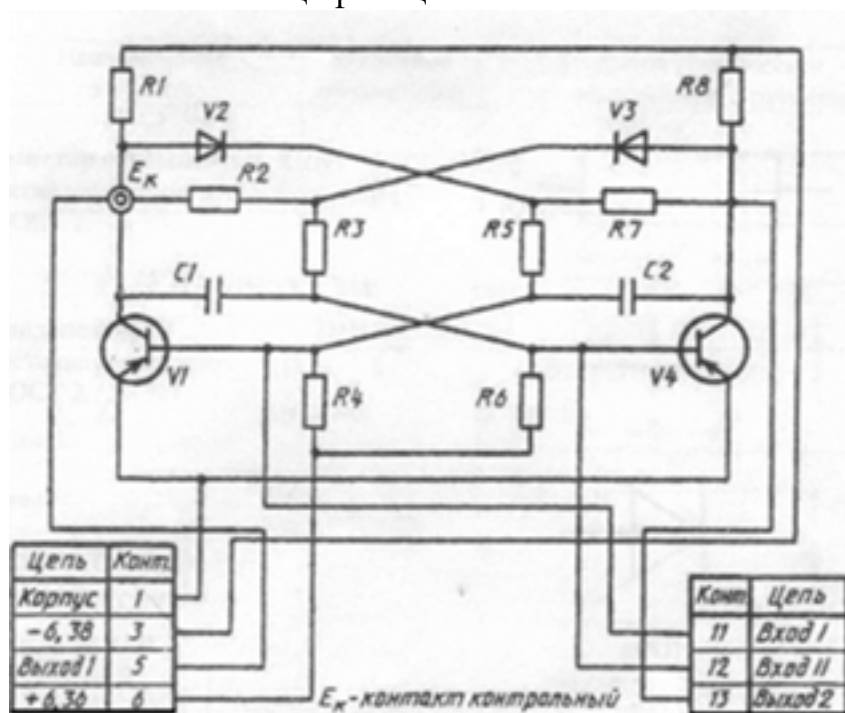 R1
R8
V2
V3
Eк
R2
R7
R3
R5
C1
C2
V1
V4
R4
R6
Цепь Конт.
Корпус 1
-6,3В 3
Выход I 5
+6,3в 6
Eк-контакт контрольный
Конт Цепь
11 Вход I
12 Вход II
13 Выход 2